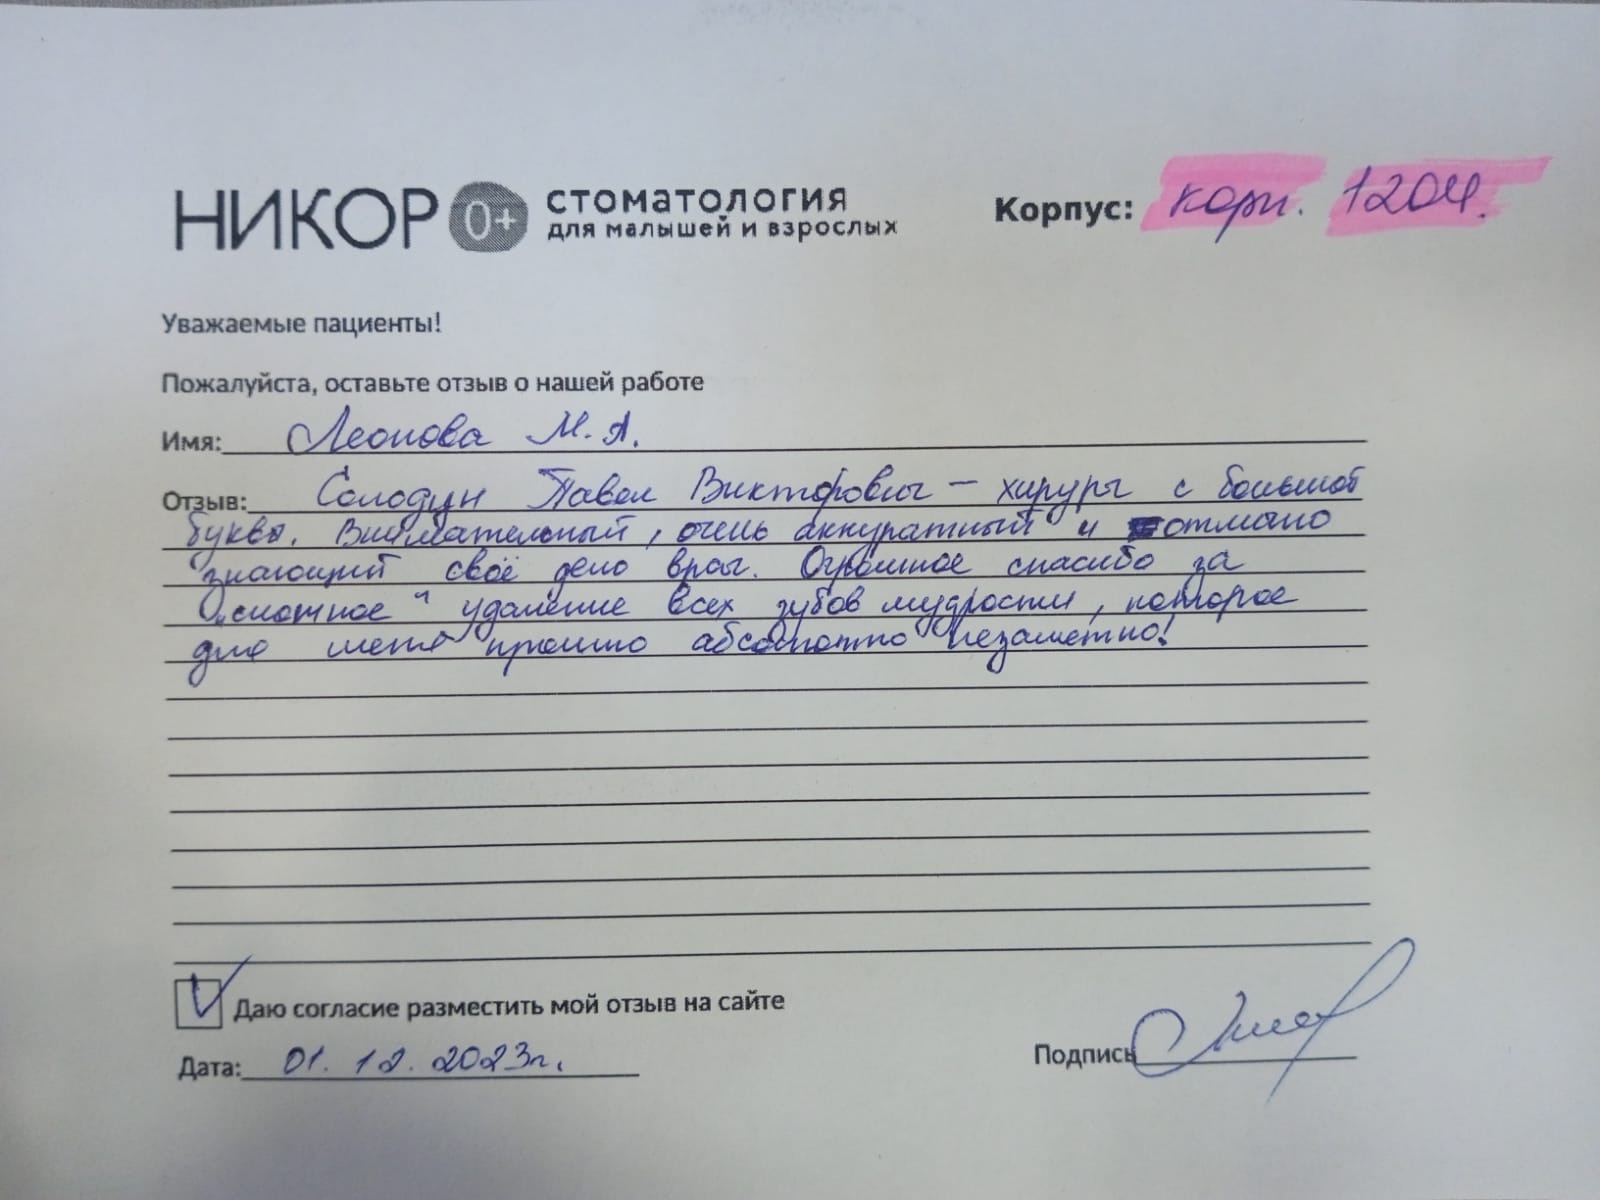 НИКОР 0+ СТОМАТОЛОГИЯ
ДЛЯ МАЛЫШЕЙ И ВЗРОСЛЫХ
Корпус: корп. 1204.
Уважаемые пациенты!
Пожалуйста, оставьте отзыв о нашей работе
Имя: Леонова М.А.
Отзыв: Солодун Павел Викторович – хирург с большой
буквы. Внимательный, очень аккуратный и отлично
знающий своё дело врач. Огромное спасибо за
„сложное" удаление всех зубов мудрости, которое
для меня прошло абсолютно незаметно!
Даю согласие разместить мой отзыв на сайте
Дата: 01.12.2023г.
Подпись